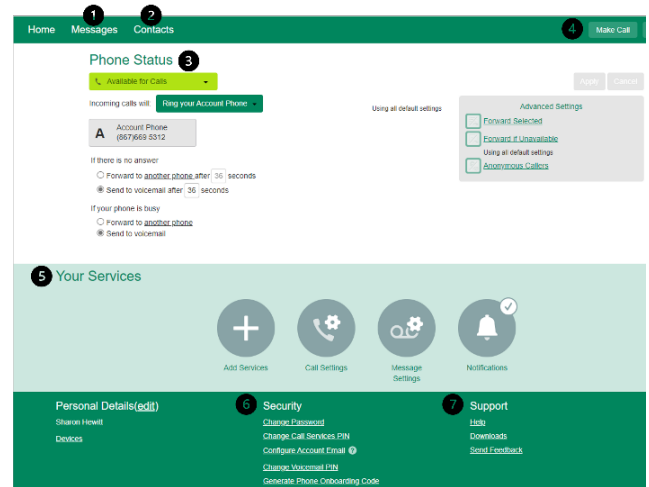 1 2
Home Messages Contacts 4 Make Call
Phone Status 3
Available for Calls
Apply Cancel
Incoming calls will: Ring your Account Phone
Using all default settings
Advanced Settings
Forward Selected
Forward if Unavailable
Using all default settings
Anonymous Callers
A Account Phone
(867)669 5312
If there is no answer
Forward to another phone after 36 seconds
Send to voicemail after 36 seconds
If your phone is busy
Forward to another phone
Send to voicemail
5 Your Services
Add Services
Call Settings
Message
Settings
Notifications
Personal Details(edit)
Sharon Hewitt
Devices
6 Security
Change Password
Change Call Services PIN
Configure Account Email ?
Change Voicemail PIN
Generate Phone Onboarding Code
7 Support
Help
Downloads
Send Feedback